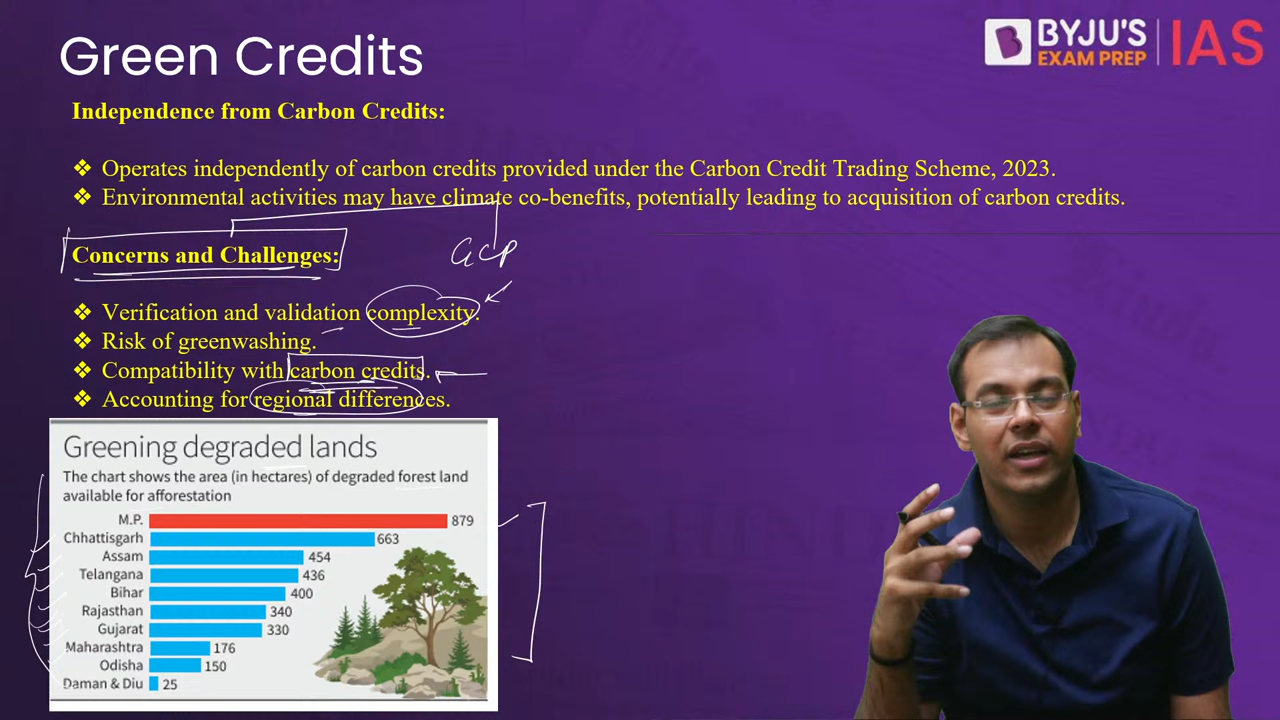 Green Credits
BYJU'S
EXAM PREP
IAS
Independence from Carbon Credits:
❖ Operates independently of carbon credits provided under the Carbon Credit Trading Scheme, 2023.
❖ Environmental activities may have climate co-benefits, potentially leading to acquisition of carbon credits.
Concerns and Challenges:
GCP
❖ Verification and validation complexity.
❖ Risk of greenwashing.
❖ Compatibility with carbon credits.
❖ Accounting for regional differences.
Greening degraded lands
The chart shows the area (in hectares) of degraded forest land
available for afforestation
M.P. 879
Chhattisgarh 663
Assam 454
Telangana 436
Bihar 400
Rajasthan 340
Gujarat 330
Maharashtra 176
Odisha 150
Daman & Diu 25